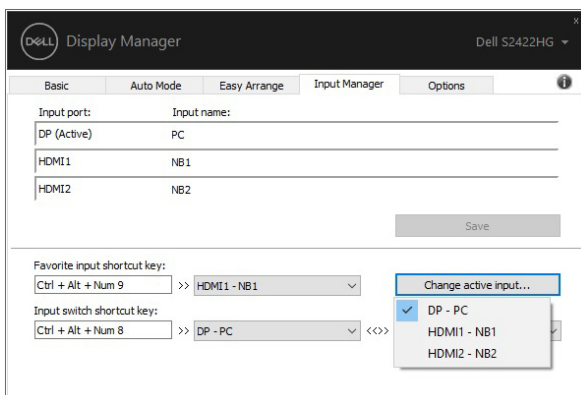 DELL Display Manager Dell S2422HG
x
Basic Auto Mode Easy Arrange Input Manager Options i
Input port: Input name:
DP (Active) PC
HDMI1 NB1
HDMI2 NB2
Save
Favorite input shortcut key:
Ctrl + Alt + Num 9 >> HDMI1 - NB1 Change active input...
Input switch shortcut key:
Ctrl + Alt + Num 8 >> DP - PC <<>>
DP - PC
HDMI1 - NB1
HDMI2 - NB2